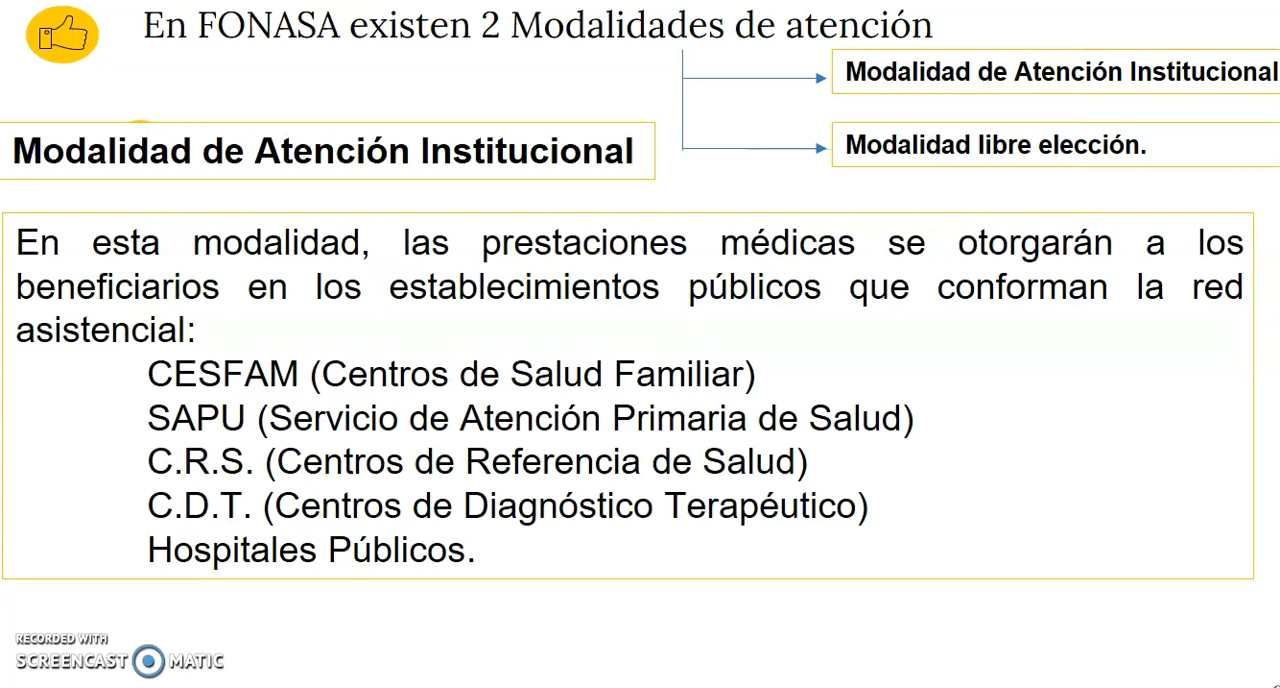 En FONASA existen 2 Modalidades de atención
Modalidad de Atención Institucional
Modalidad libre elección.
Modalidad de Atención Institucional
En esta modalidad, las prestaciones médicas se otorgarán a los
beneficiarios en los establecimientos públicos que conforman la red
asistencial:
CESFAM (Centros de Salud Familiar)
SAPU (Servicio de Atención Primaria de Salud)
C.R.S. (Centros de Referencia de Salud)
C.D.T. (Centros de Diagnóstico Terapéutico)
Hospitales Públicos.
RECORDED WITH
SCREENCAST MATIC